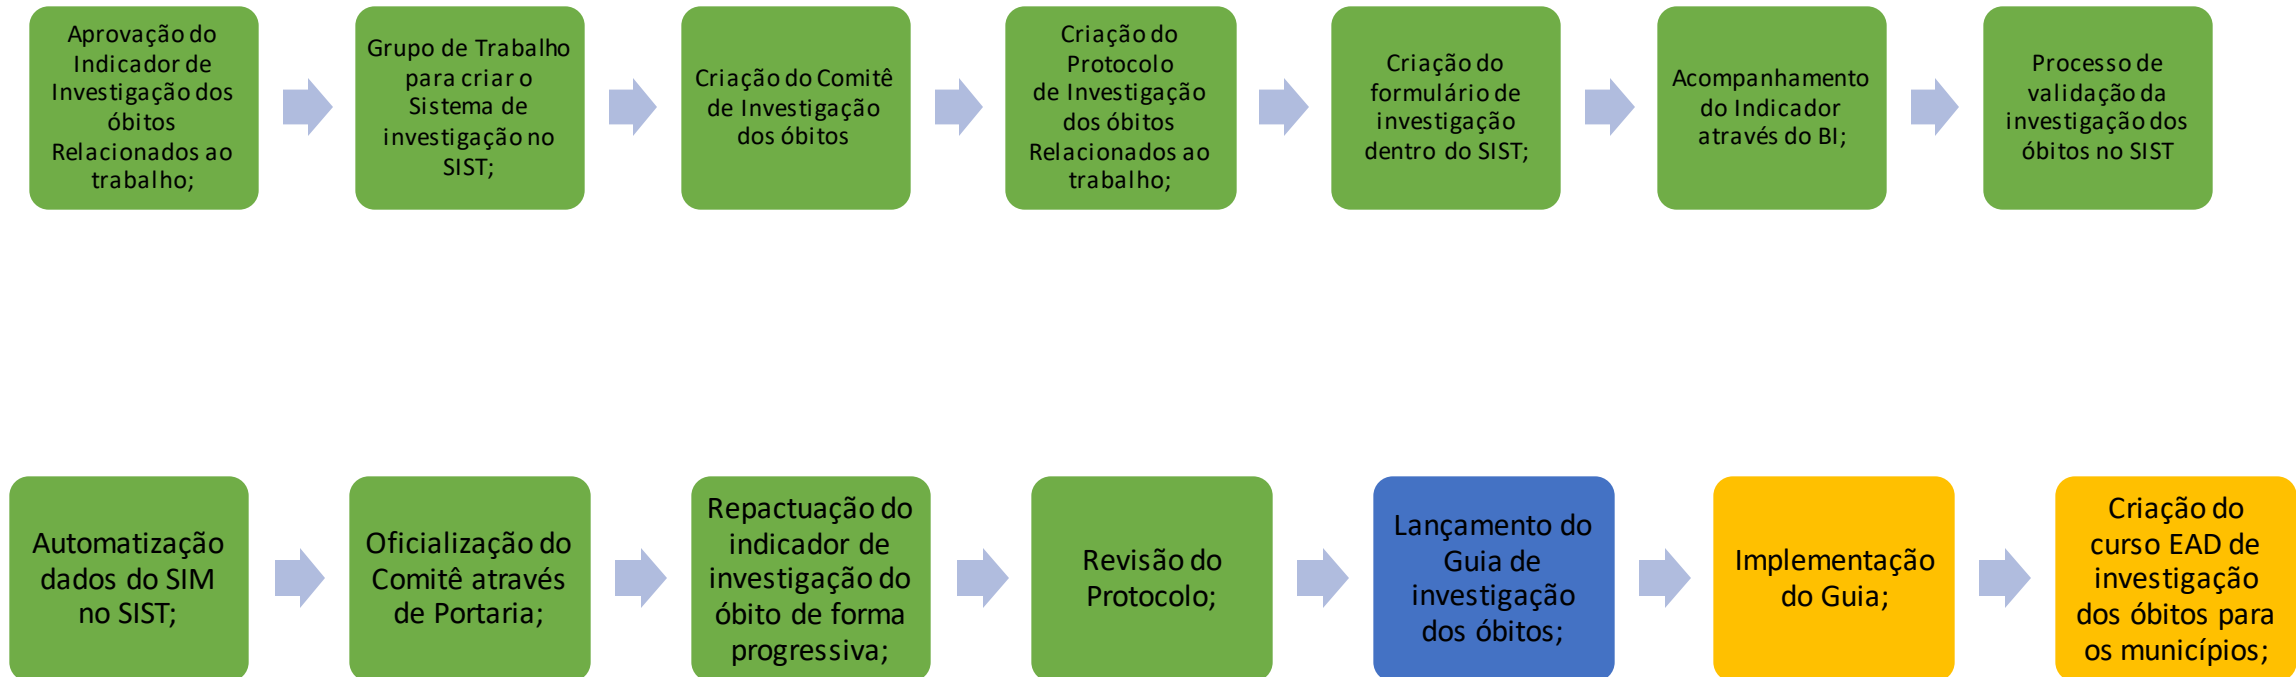 Aprovação do
Indicador de
Investigação dos
óbitos
Relacionados ao
trabalho;
Grupo de Trabalho
para criar o
Sistema de
investigação no
SIST;
Criação do Comitê
de Investigação
dos óbitos
Criação do
Protocolo
de Investigação
dos óbitos
Relacionados ao
trabalho;
Criação do
formulário de
investigação
dentro do SIST;
Acompanhamento
do Indicador
através do BI;
Processo de
validação da
investigação dos
óbitos no SIST
Automatização
dados do SIM
no SIST;
Oficialização do
Comitê através
de Portaria;
Repactuação do
indicador de
investigação do
óbito de forma
progressiva;
Revisão do
Protocolo;
Lançamento do
Guia de
investigação
dos óbitos;
Implementação
do Guia;
Criação do
curso EAD de
investigação
dos óbitos para
os municípios;